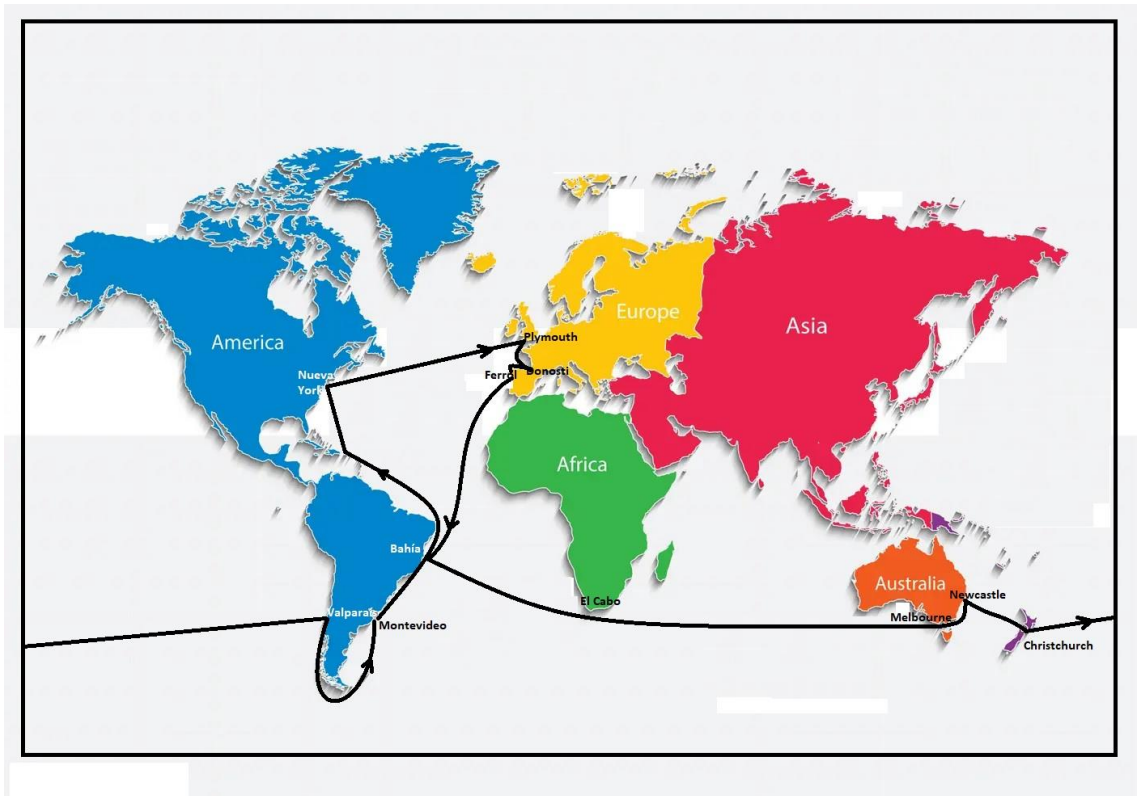 Europe
Asia
Plymouth
America
Ferrol
Donosti
Nueva
York
Africa
Bahía
Australia
Newcastle
El Cabo
Valparaís
Melbourne
Montevideo
Christchurch